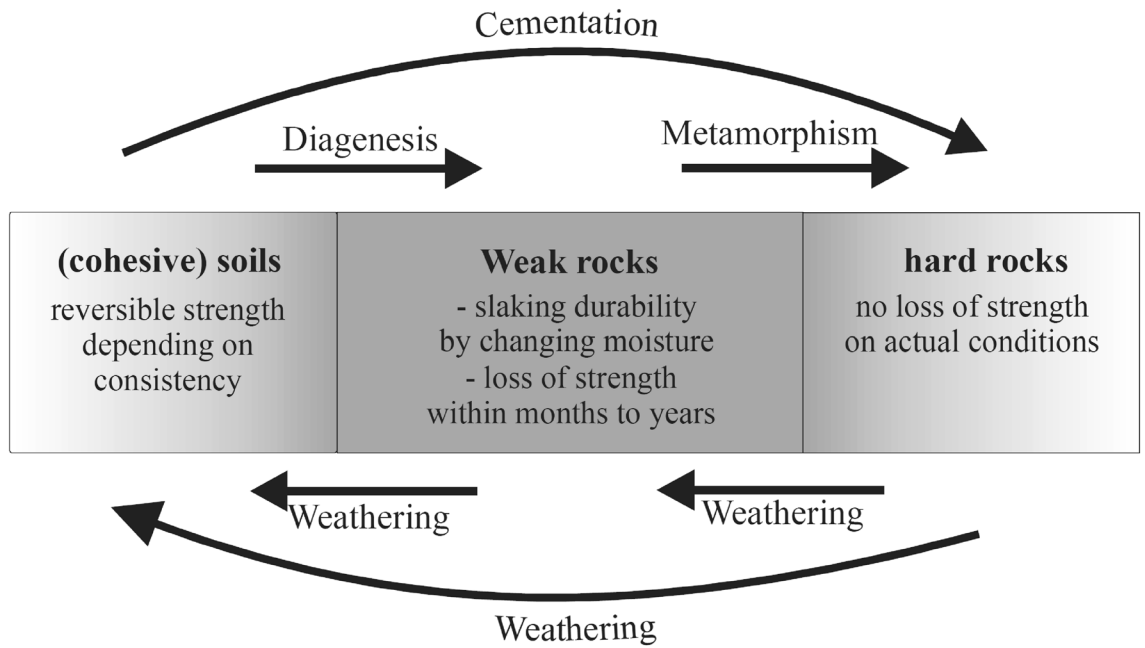 Cementation
Diagenesis
Metamorphism
(cohesive) soils
reversible strength
depending on
consistency
Weak rocks
- slaking durability
by changing moisture
- loss of strength
within months to years
hard rocks
no loss of strength
on actual conditions
Weathering
Weathering
Weathering